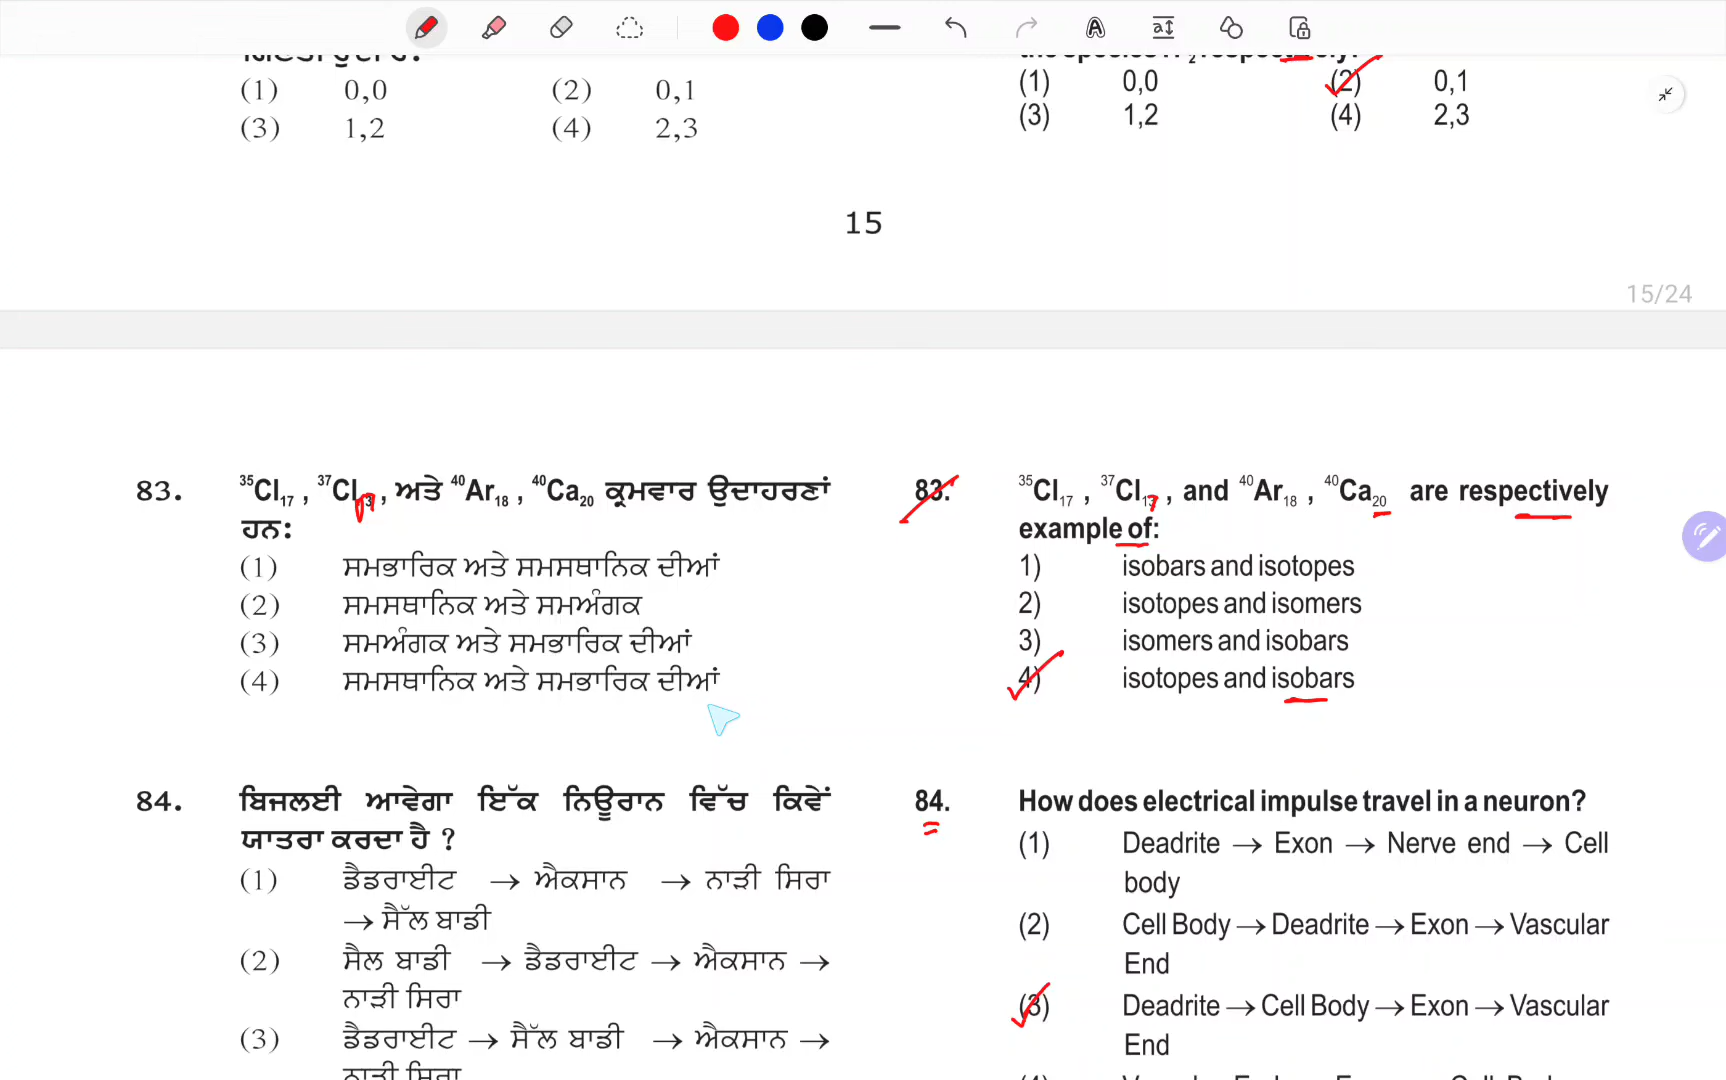 (1) 0,0 (2) 0,1
(3) 1,2 (4) 2,3
(1) 0,0 (2) 0,1
(3) 1,2 (4) 2,3
15
15/24
83. ³⁵Cl₁₇ , ³⁷Cl , ਅਤੇ ⁴⁰Ar₁₈ , ⁴⁰Ca₂₀ ਕ੍ਰਮਵਾਰ ਉਦਾਹਰਣਾਂ
ਹਨ:
(1) ਸਮਭਾਰਿਕ ਅਤੇ ਸਮਸਥਾਨਿਕ ਦੀਆਂ
(2) ਸਮਸਥਾਨਿਕ ਅਤੇ ਸਮਅੰਗਕ
(3) ਸਮਅੰਗਕ ਅਤੇ ਸਮਭਾਰਿਕ ਦੀਆਂ
(4) ਸਮਸਥਾਨਿਕ ਅਤੇ ਸਮਭਾਰਿਕ ਦੀਆਂ
84. ਬਿਜਲਈ ਆਵੇਗਾ ਇੱਕ ਨਿਊਰਾਨ ਵਿੱਚ ਕਿਵੇਂ
ਯਾਤਰਾ ਕਰਦਾ ਹੈ ?
(1) ਡੈਡਰਾਈਟ → ਐਕਸਾਨ → ਨਾੜੀ ਸਿਰਾ
→ ਸੈੱਲ ਬਾਡੀ
(2) ਸੈਲ ਬਾਡੀ → ਡੈਡਰਾਈਟ → ਐਕਸਾਨ →
ਨਾੜੀ ਸਿਰਾ
(3) ਡੈਡਰਾਈਟ → ਸੈੱਲ ਬਾਡੀ → ਐਕਸਾਨ →
83. ³⁵Cl₁₇ , ³⁷Cl₁₇ , and ⁴⁰Ar₁₈ , ⁴⁰Ca₂₀ are respectively
example of:
1) isobars and isotopes
2) isotopes and isomers
3) isomers and isobars
4) isotopes and isobars
84. How does electrical impulse travel in a neuron?
(1) Deadrite → Exon → Nerve end → Cell
body
(2) Cell Body → Deadrite → Exon → Vascular
End
(3) Deadrite → Cell Body → Exon → Vascular
End